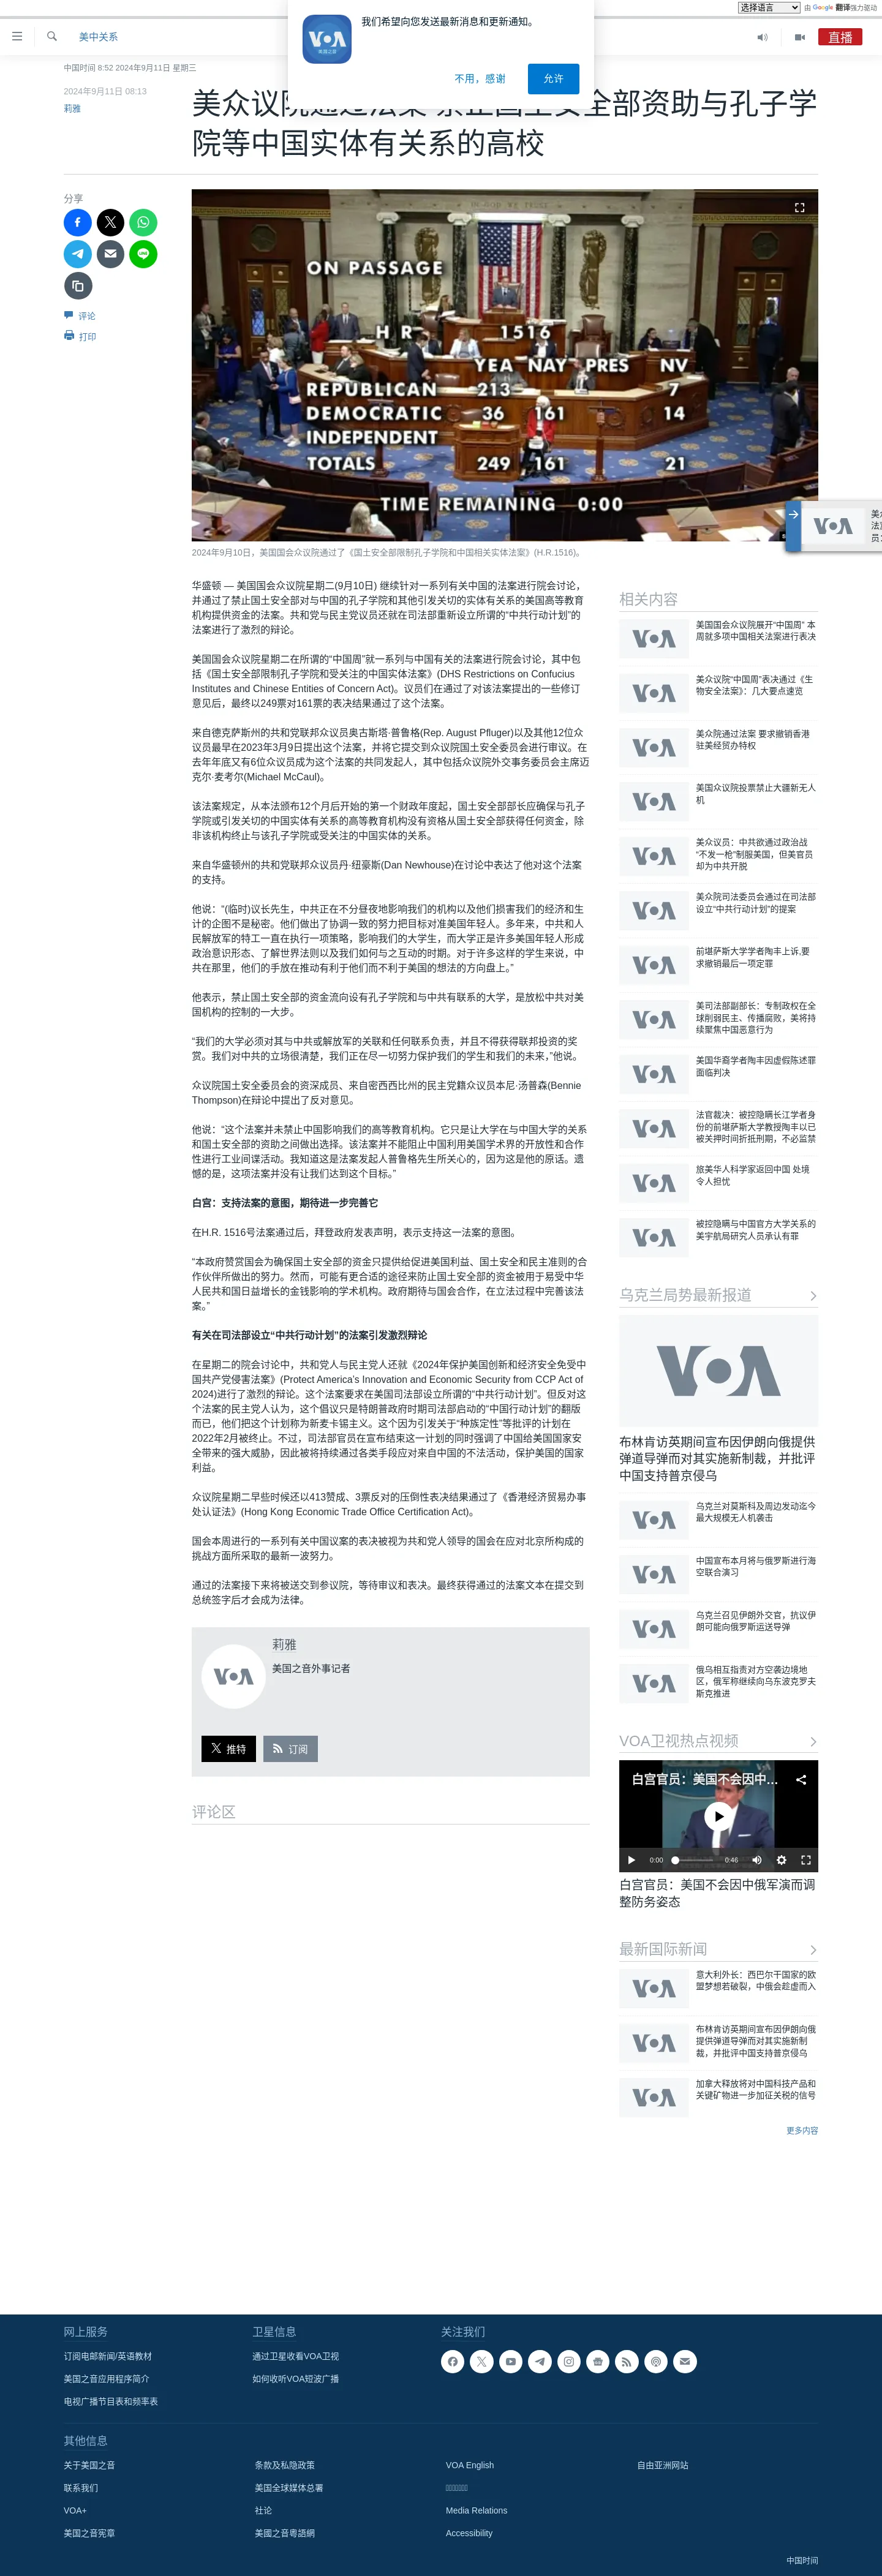 选择语言 由 Google 翻译强力驱动
我们希望向您发送最新消息和更新通知。
不用，感谢
允许
美中关系
直播
中国时间 8:52 2024年9月11日 星期三
2024年9月11日 08:13
莉雅
全部资助与孔子学
院等中国实体有关系的高校
分享
评论
打印
ON PASSAGE
H R 1516
YEA NAY PRES NV
REPUBLICAN 213 7
DEMOCRATIC 36 161 14
INDEPENDENT
TOTALS 249 161 21
TIME REMAINING 0:00
2024年9月10日，美国国会众议院通过了《国土安全部限制孔子学院和中国相关实体法案》(H.R.1516)。
华盛顿 — 美国国会众议院星期二(9月10日) 继续针对一系列有关中国的法案进行院会讨论，
并通过了禁止国土安全部对与中国的孔子学院和其他引发关切的实体有关系的美国高等教育
机构提供资金的法案。共和党与民主党议员还就在司法部重新设立所谓的“中共行动计划”的
法案进行了激烈的辩论。
美国国会众议院星期二在所谓的“中国周”就一系列与中国有关的法案进行院会讨论，其中包
括《国土安全部限制孔子学院和受关注的中国实体法案》(DHS Restrictions on Confucius
Institutes and Chinese Entities of Concern Act)。议员们在通过了对该法案提出的一些修订
意见后，最终以249票对161票的表决结果通过了这个法案。
来自德克萨斯州的共和党联邦众议员奥古斯塔·普鲁格(Rep. August Pfluger)以及其他12位众
议员最早在2023年3月9日提出这个法案，并将它提交到众议院国土安全委员会进行审议。在
去年年底又有6位众议员成为这个法案的共同发起人，其中包括众议院外交事务委员会主席迈
克尔·麦考尔(Michael McCaul)。
该法案规定，从本法颁布12个月后开始的第一个财政年度起，国土安全部部长应确保与孔子
学院或引发关切的中国实体有关系的高等教育机构没有资格从国土安全部获得任何资金，除
非该机构终止与该孔子学院或受关注的中国实体的关系。
来自华盛顿州的共和党联邦众议员丹·纽豪斯(Dan Newhouse)在讨论中表达了他对这个法案
的支持。
他说：“(临时)议长先生，中共正在不分昼夜地影响我们的机构以及他们损害我们的经济和生
计的企图不是秘密。他们做出了协调一致的努力把目标对准美国年轻人。多年来，中共和人
民解放军的特工一直在执行一项策略，影响我们的大学生，而大学正是许多美国年轻人形成
政治意识形态、了解世界法则以及我们如何与之互动的时期。对于许多这样的学生来说，中
共在那里，他们的手放在推动有利于他们而不利于美国的想法的方向盘上。”
他表示，禁止国土安全部的资金流向设有孔子学院和与中共有联系的大学，是放松中共对美
国机构的控制的一大步。
“我们的大学必须对其与中共或解放军的关联和任何联系负责，并且不得获得联邦投资的奖
赏。我们对中共的立场很清楚，我们正在尽一切努力保护我们的学生和我们的未来，”他说。
众议院国土安全委员会的资深成员、来自密西西比州的民主党籍众议员本尼·汤普森(Bennie
Thompson)在辩论中提出了反对意见。
他说：“这个法案并未禁止中国影响我们的高等教育机构。它只是让大学在与中国大学的关系
和国土安全部的资助之间做出选择。该法案并不能阻止中国利用美国学术界的开放性和合作
性进行工业间谍活动。我知道这是法案发起人普鲁格先生所关心的，因为这是他的原话。遗
憾的是，这项法案并没有让我们达到这个目标。”
白宫：支持法案的意图，期待进一步完善它
在H.R. 1516号法案通过后，拜登政府发表声明，表示支持这一法案的意图。
“本政府赞赏国会为确保国土安全部的资金只提供给促进美国利益、国土安全和民主准则的合
作伙伴所做出的努力。然而，可能有更合适的途径来防止国土安全部的资金被用于易受中华
人民共和国日益增长的金钱影响的学术机构。政府期待与国会合作，在立法过程中完善该法
案。”
有关在司法部设立“中共行动计划”的法案引发激烈辩论
在星期二的院会讨论中，共和党人与民主党人还就《2024年保护美国创新和经济安全免受中
国共产党侵害法案》(Protect America’s Innovation and Economic Security from CCP Act of
2024)进行了激烈的辩论。这个法案要求在美国司法部设立所谓的“中共行动计划”。但反对这
个法案的民主党人认为，这个倡议只是特朗普政府时期司法部启动的“中国行动计划”的翻版
而已，他们把这个计划称为新麦卡锡主义。这个因为引发关于“种族定性”等批评的计划在
2022年2月被终止。不过，司法部官员在宣布结束这一计划的同时强调了中国给美国国家安
全带来的强大威胁，因此被将持续通过各类手段应对来自中国的不法活动，保护美国的国家
利益。
众议院星期二早些时候还以413赞成、3票反对的压倒性表决结果通过了《香港经济贸易办事
处认证法》(Hong Kong Economic Trade Office Certification Act)。
国会本周进行的一系列有关中国议案的表决被视为共和党人领导的国会在应对北京所构成的
挑战方面所采取的最新一波努力。
通过的法案接下来将被送交到参议院，等待审议和表决。最终获得通过的法案文本在提交到
总统签字后才会成为法律。
莉雅
美国之音外事记者
推特
订阅
评论区
相关内容
美国国会众议院展开“中国周” 本
周就多项中国相关法案进行表决
美众议院“中国周”表决通过《生
物安全法案》：几大要点速览
美众院通过法案 要求撤销香港
驻美经贸办特权
美国众议院投票禁止大疆新无人
机
美众议员：中共欲通过政治战
“不发一枪”制服美国，但美官员
却为中共开脱
美众院司法委员会通过在司法部
设立“中共行动计划”的提案
前堪萨斯大学学者陶丰上诉,要
求撤销最后一项定罪
美司法部副部长：专制政权在全
球削弱民主、传播腐败，美将持
续聚焦中国恶意行为
美国华裔学者陶丰因虚假陈述罪
面临判决
法官裁决：被控隐瞒长江学者身
份的前堪萨斯大学教授陶丰以已
被关押时间折抵刑期，不必监禁
旅美华人科学家返回中国 处境
令人担忧
被控隐瞒与中国官方大学关系的
美宇航局研究人员承认有罪
乌克兰局势最新报道
布林肯访英期间宣布因伊朗向俄提供
弹道导弹而对其实施新制裁，并批评
中国支持普京侵乌
乌克兰对莫斯科及周边发动迄今
最大规模无人机袭击
中国宣布本月将与俄罗斯进行海
空联合演习
乌克兰召见伊朗外交官，抗议伊
朗可能向俄罗斯运送导弹
俄乌相互指责对方空袭边境地
区，俄军称继续向乌东波克罗夫
斯克推进
VOA卫视热点视频
白宫官员：美国不会因中...
0:00 0:46
白宫官员：美国不会因中俄军演而调
整防务姿态
最新国际新闻
意大利外长：西巴尔干国家的欧
盟梦想若破裂，中俄会趁虚而入
布林肯访英期间宣布因伊朗向俄
提供弹道导弹而对其实施新制
裁，并批评中国支持普京侵乌
加拿大释放将对中国科技产品和
关键矿物进一步加征关税的信号
更多内容
网上服务
订阅电邮新闻/英语教材
美国之音应用程序简介
电视广播节目表和频率表
卫星信息
通过卫星收看VOA卫视
如何收听VOA短波广播
关注我们
其他信息
关于美国之音
联系我们
VOA+
美国之音宪章
条款及私隐政策
美国全球媒体总署
社论
美國之音粵語網
VOA English
Media Relations
Accessibility
自由亚洲网站
中国时间